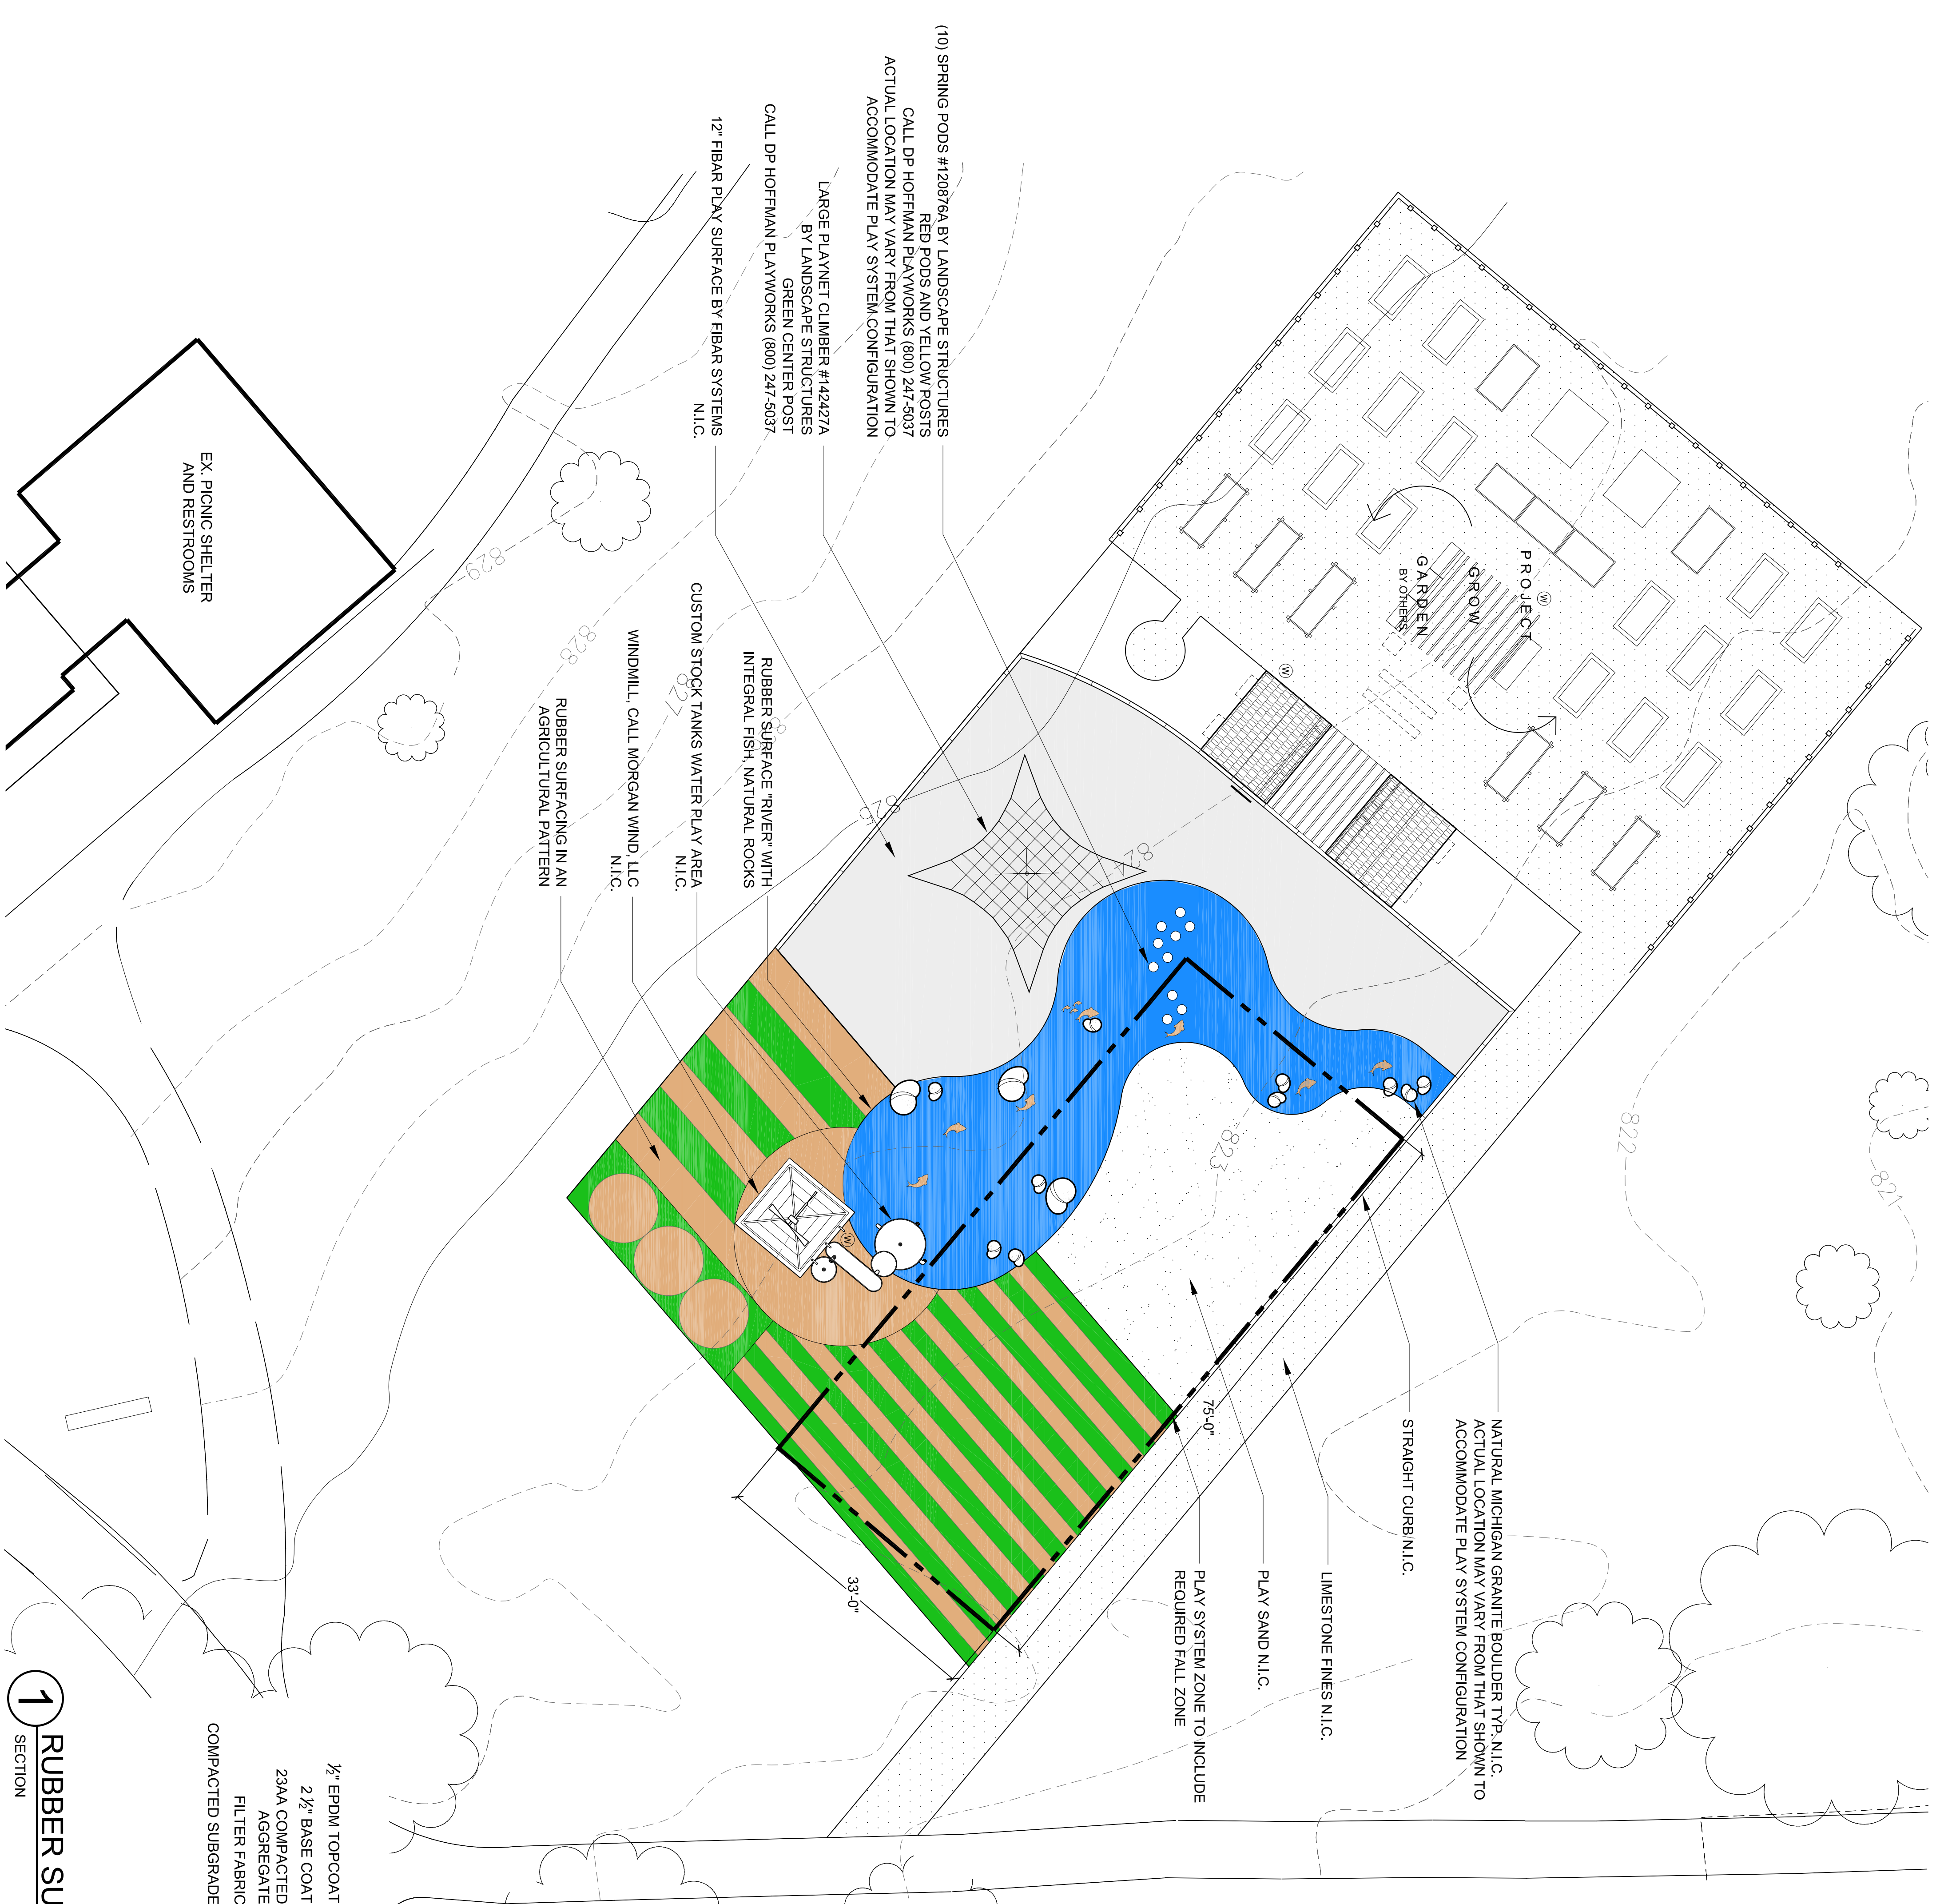 (10) SPRING PODS #120876A BY LANDSCAPE STRUCTURES
RED PODS AND YELLOW POSTS
CALL DP HOFFMAN PLAYWORKS (800) 247-5037
ACTUAL LOCATION MAY VARY FROM THAT SHOWN TO
ACCOMMODATE PLAY SYSTEM CONFIGURATION
LARGE PLAYNET CLIMBER #142427A
BY LANDSCAPE STRUCTURES
GREEN CENTER POST
CALL DP HOFFMAN PLAYWORKS (800) 247-5037
12" FIBAR PLAY SURFACE BY FIBAR SYSTEMS
N.I.C.
PROJECT
GROW
GARDEN
BY OTHERS
W
W
EX. PICNIC SHELTER
AND RESTROOMS
RUBBER SURFACE "RIVER" WITH
INTEGRAL FISH, NATURAL ROCKS
CUSTOM STOCK TANKS WATER PLAY AREA
N.I.C.
WINDMILL, CALL MORGAN WIND, LLC
N.I.C.
RUBBER SURFACING IN AN
AGRICULTURAL PATTERN
829
828
827
825
824
823
822
821
W
NATURAL MICHIGAN GRANITE BOULDER TYP. N.I.C.
ACTUAL LOCATION MAY VARY FROM THAT SHOWN TO
ACCOMMODATE PLAY SYSTEM CONFIGURATION
STRAIGHT CURB N.I.C.
LIMESTONE FINES N.I.C.
PLAY SAND N.I.C.
PLAY SYSTEM ZONE TO INCLUDE
REQUIRED FALL ZONE
75'-0"
33'-0"
½" EPDM TOPCOAT
2 ½" BASE COAT
23AA COMPACTED
AGGREGATE
FILTER FABRIC
COMPACTED SUBGRADE
1
RUBBER SU
SECTION